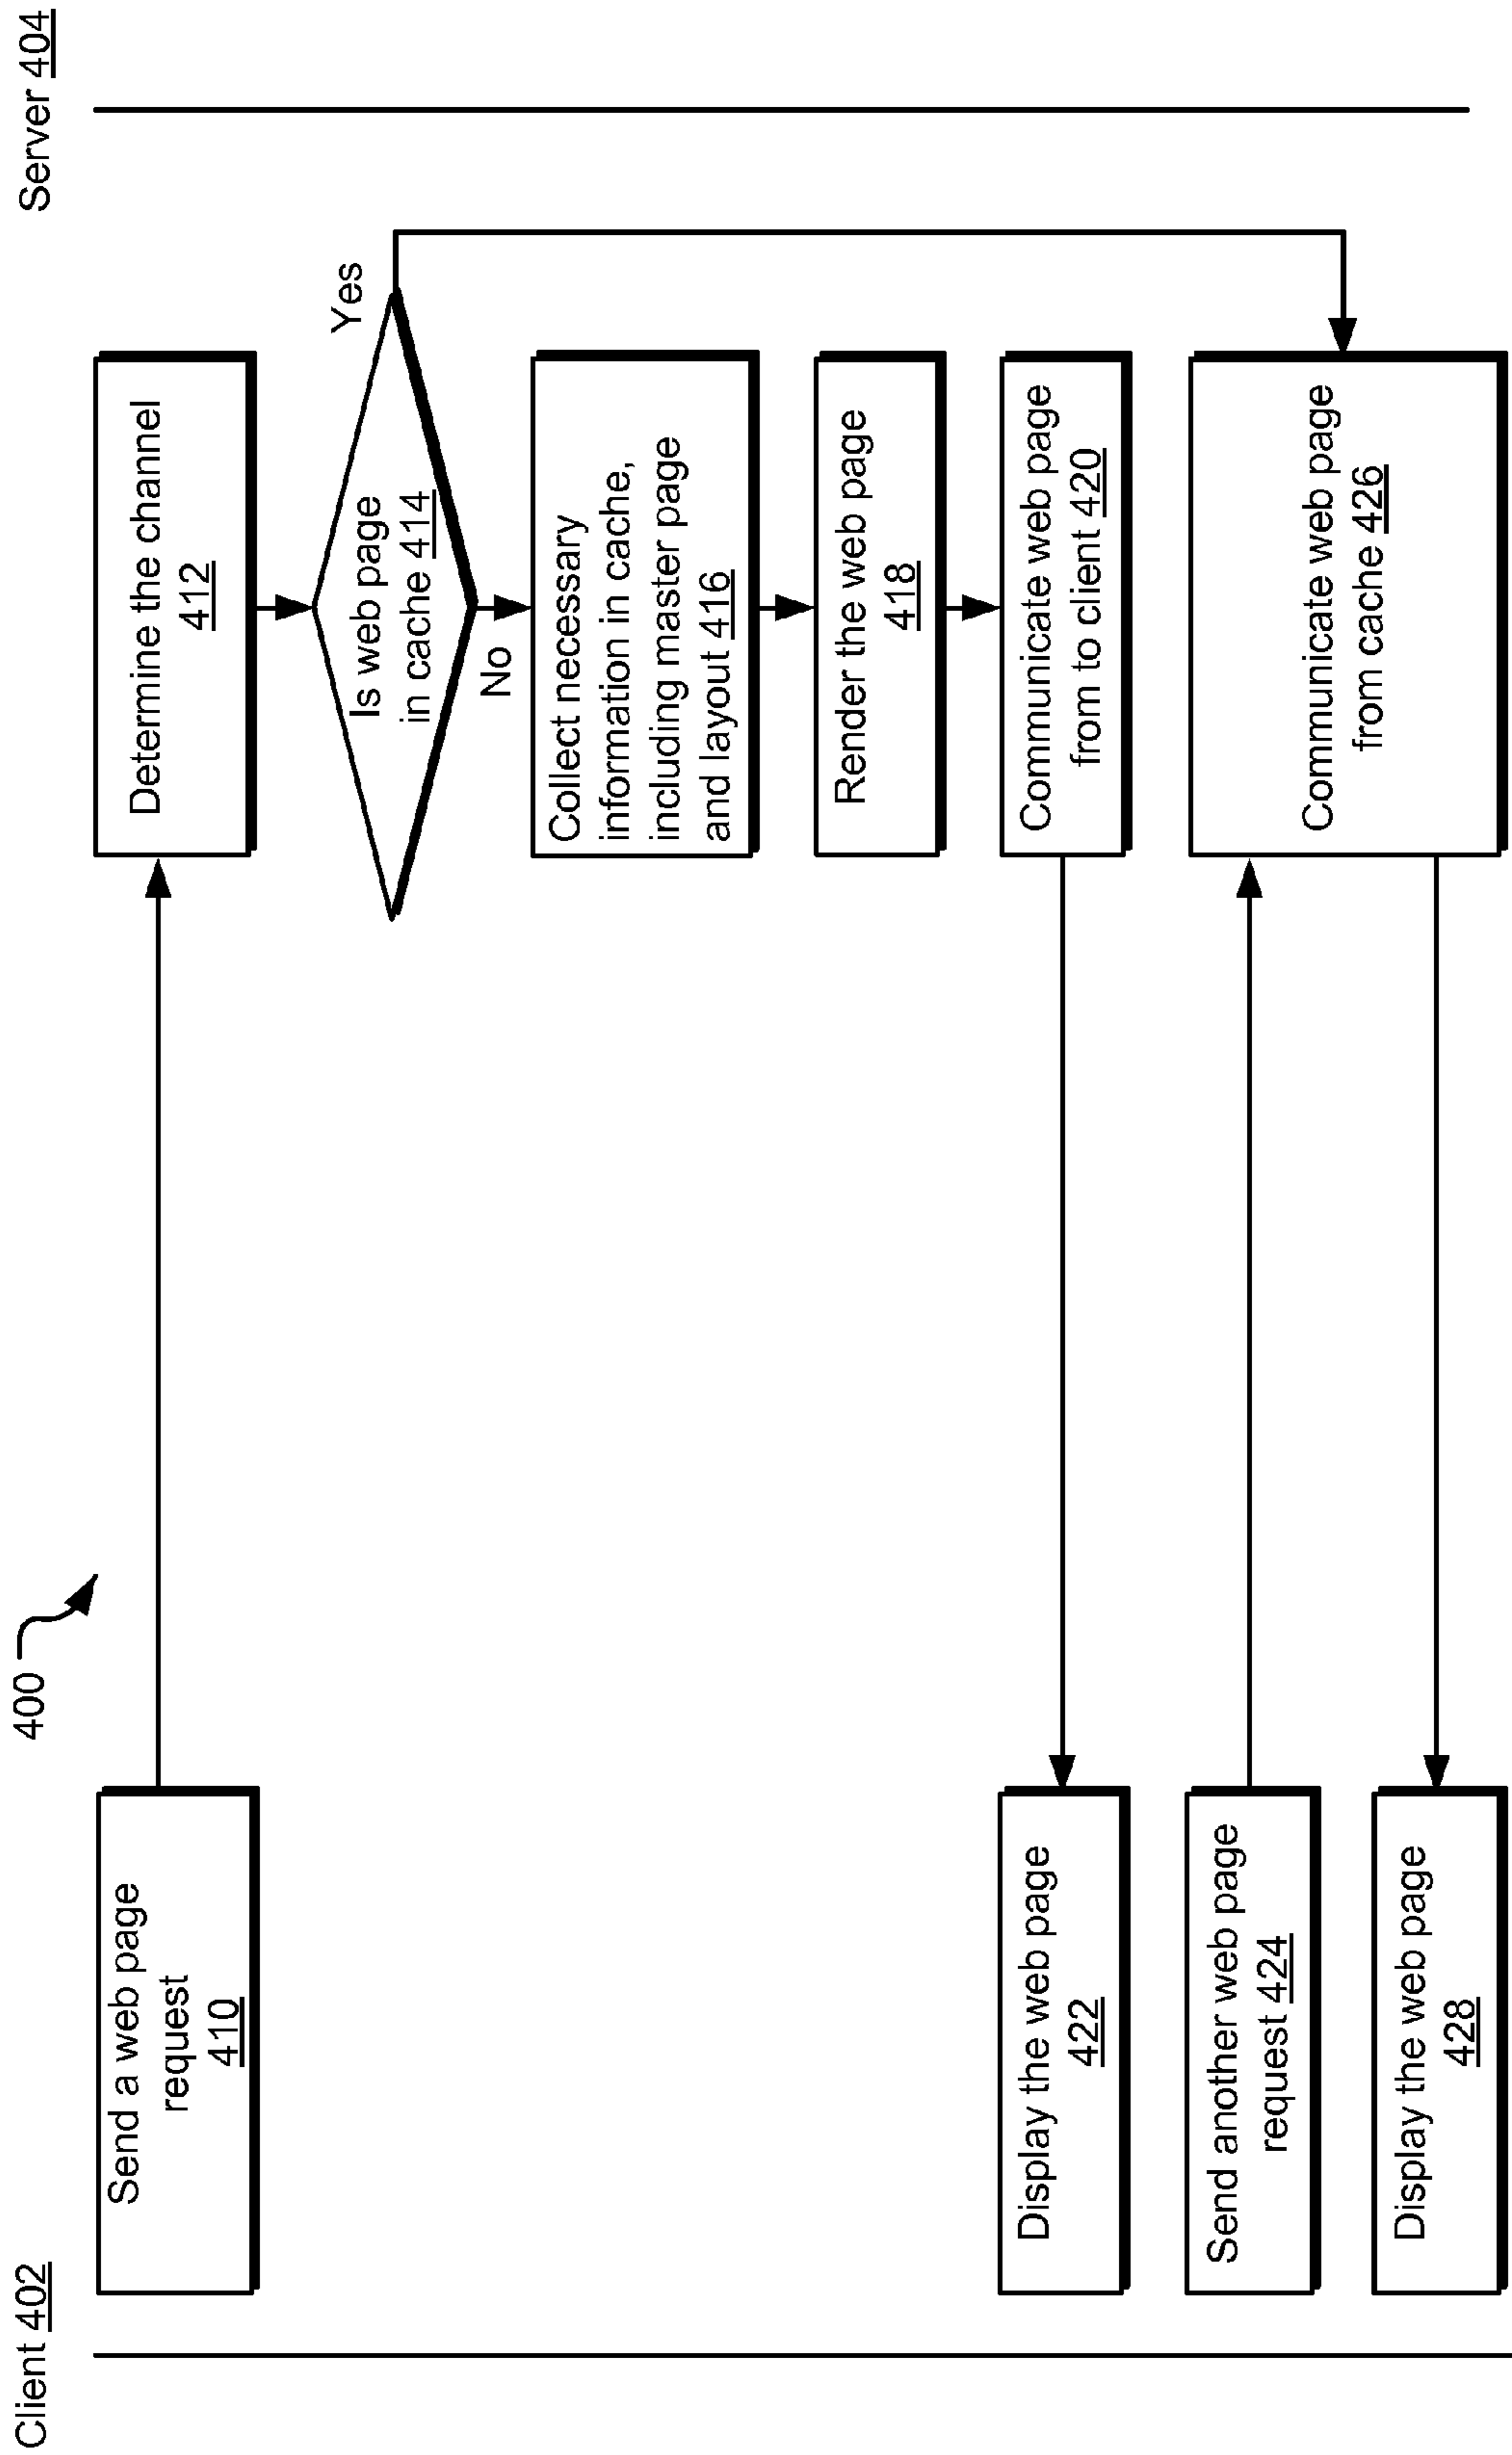 Client 402
400
Server 404
Send a web page
request
410
Determine the channel
412
Is web page
in cache 414
Yes
No
Collect necessary
information in cache,
including master page
and layout 416
Render the web page
418
Communicate web page
from to client 420
Display the web page
422
Send another web page
request 424
Communicate web page
from cache 426
Display the web page
428